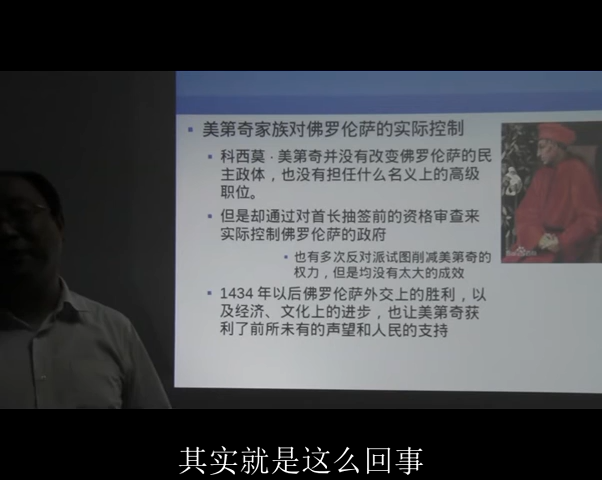 美第奇家族对佛罗伦萨的实际控制
科西莫·美第奇并没有改变佛罗伦萨的民
主政体，也没有担任什么名义上的高级
职位。
但是却通过对首长抽签前的资格审查来
实际控制佛罗伦萨的政府
也有多次反对派试图削减美第奇的
权力，但是均没有太大的成效
1434 年以后佛罗伦萨外交上的胜利，以
及经济、文化上的进步，也让美第奇获
利了前所未有的声望和人民的支持
其实就是这么回事